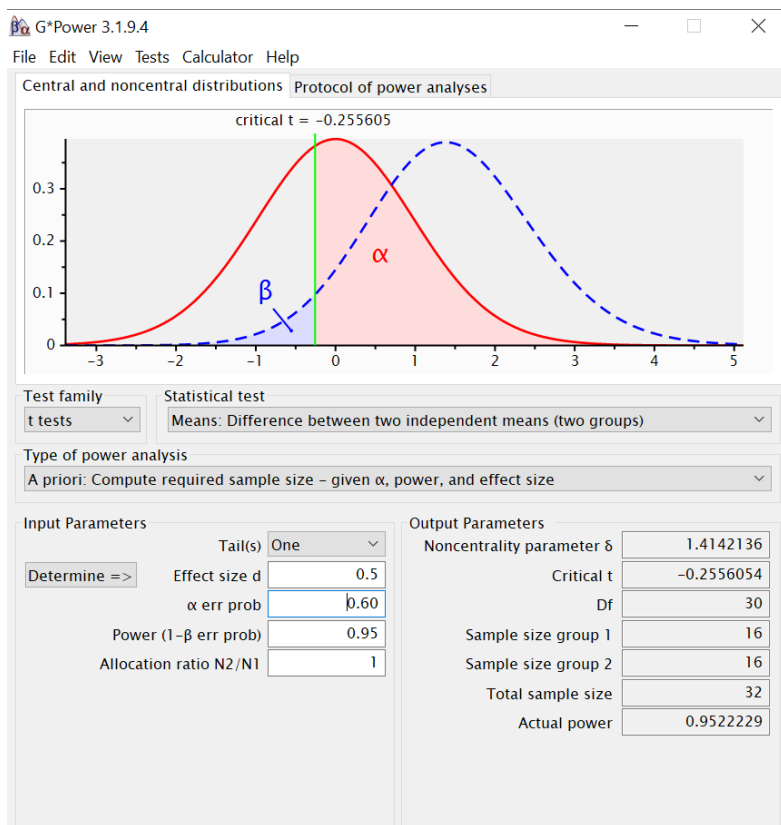 G*Power 3.1.9.4
File Edit View Tests Calculator Help
Central and noncentral distributions Protocol of power analyses
critical t = −0.255605
0.3
0.2
0.1
0
α
β
−3 −2 −1 0 1 2 3 4 5
Test family Statistical test
t tests Means: Difference between two independent means (two groups)
Type of power analysis
A priori: Compute required sample size – given α, power, and effect size
Input Parameters Output Parameters
Tail(s) One Noncentrality parameter δ 1.4142136
Determine => Effect size d 0.5 Critical t −0.2556054
α err prob 0.60 Df 30
Power (1−β err prob) 0.95 Sample size group 1 16
Allocation ratio N2/N1 1 Sample size group 2 16
Total sample size 32
Actual power 0.9522229